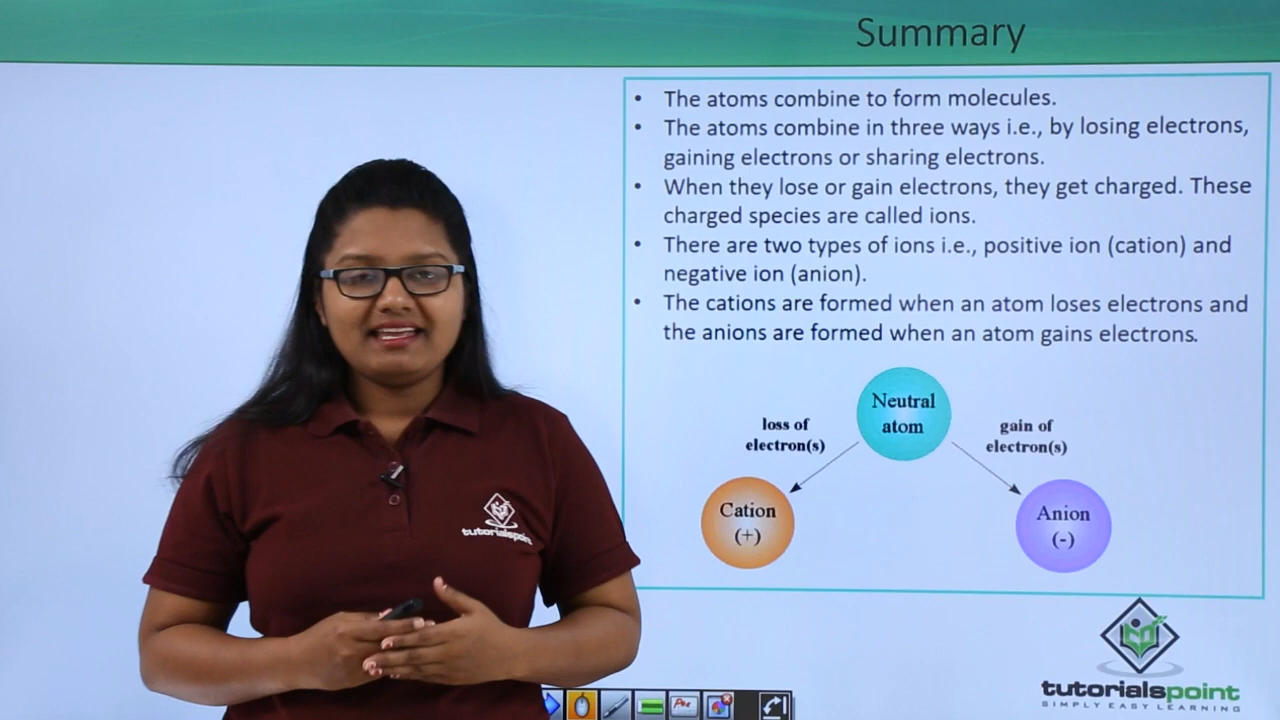 Summary
• The atoms combine to form molecules.
• The atoms combine in three ways i.e., by losing electrons,
gaining electrons or sharing electrons.
• When they lose or gain electrons, they get charged. These
charged species are called ions.
• There are two types of ions i.e., positive ion (cation) and
negative ion (anion).
• The cations are formed when an atom loses electrons and
the anions are formed when an atom gains electrons.
Neutral
atom
loss of
electron(s)
gain of
electron(s)
Cation
(+)
Anion
(-)
tutorialspoint
tutorialspoint
SIMPLY EASY LEARNING
Pen